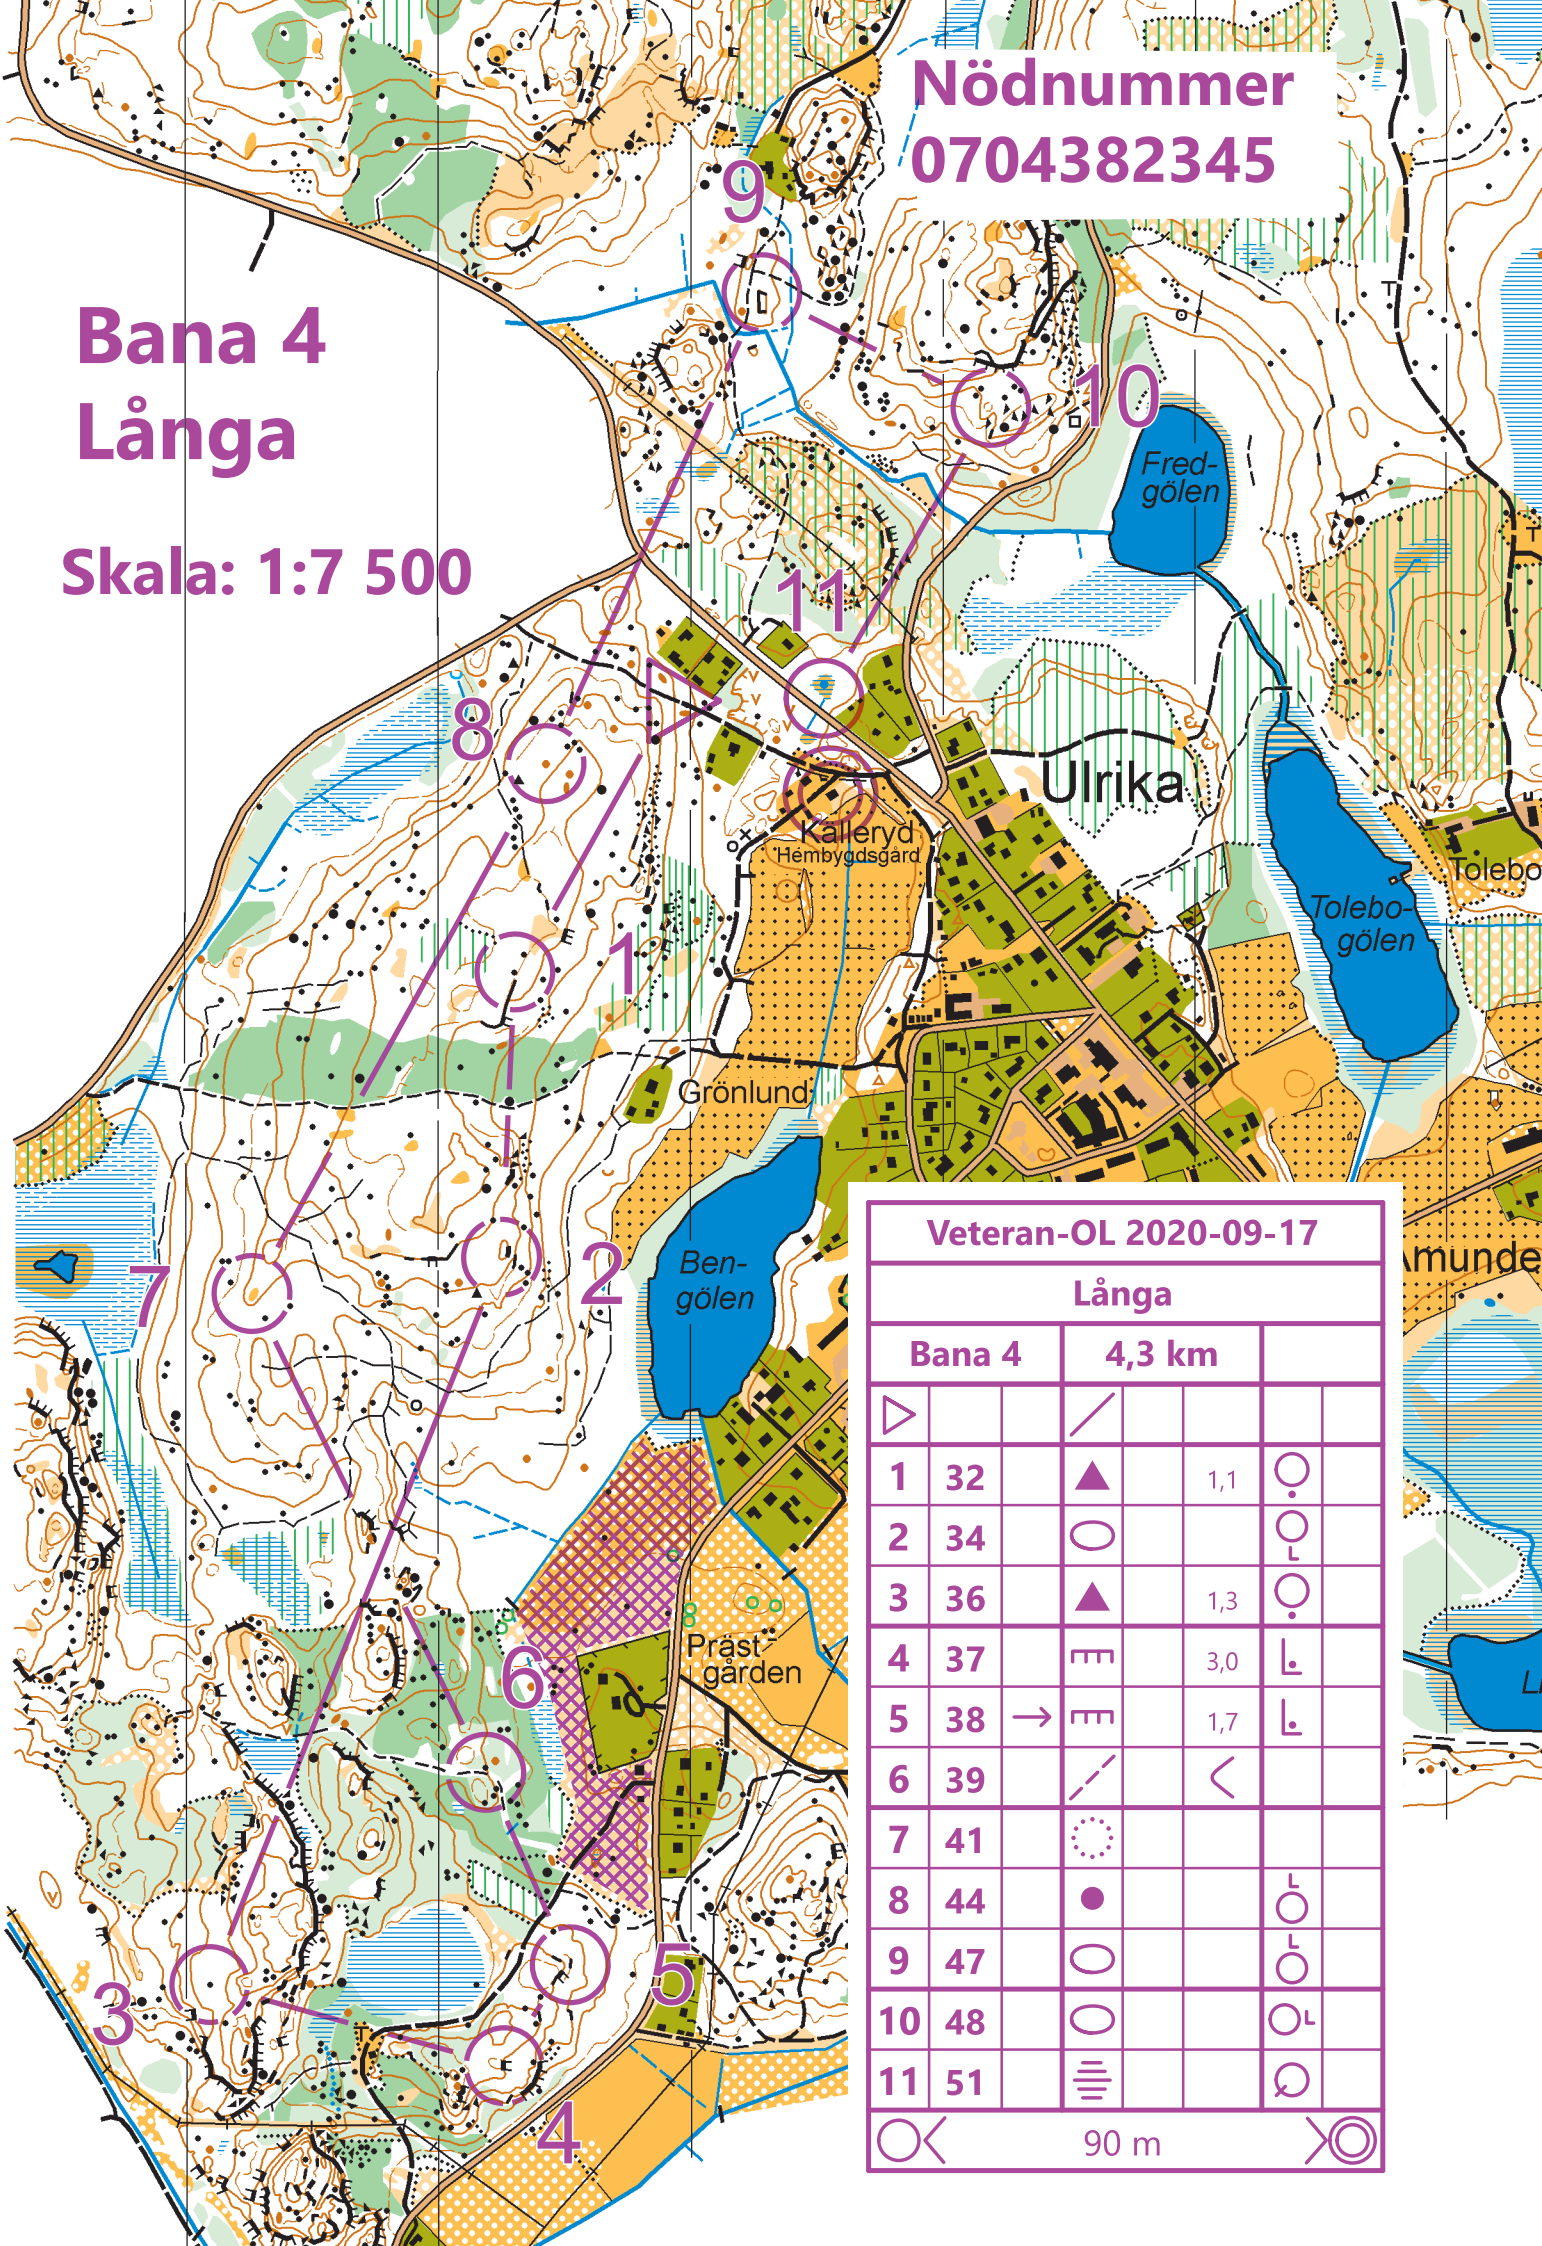 Nödnummer
0704382345
9
Bana 4
Långa
10
Fred-
gölen
Skala: 1:7 500
11
8
Ulrika
Källeryd
Hembygdsgård
Tolebo
Tolebo-
gölen
1
Grönlund
Ben-
gölen
2
7
Veteran-OL 2020-09-17
Långa
Bana 4 4,3 km
1 32 1,1
2 34
3 36 1,3
4 37 3,0
5 38 1,7
6 39
7 41
8 44
9 47
10 48
11 51
90 m
Amunde
6
Präst-
gården
5
3
4